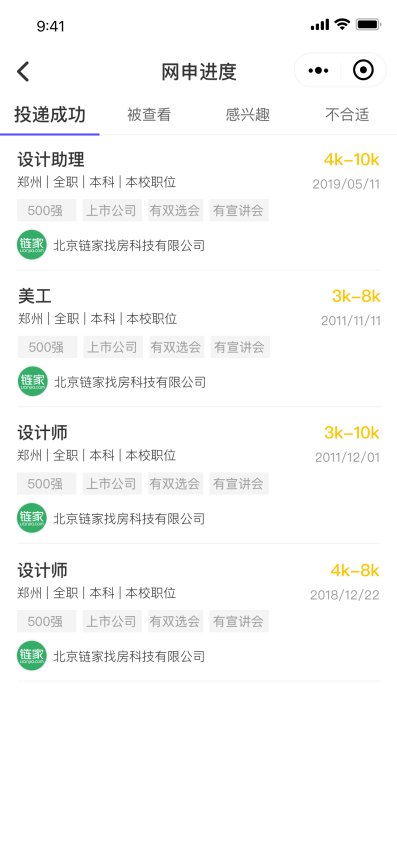 9:41
网申进度
投递成功 被查看 感兴趣 不合适
设计助理 4k-10k
郑州 | 全职 | 本科 | 本校职位 2019/05/11
500强 上市公司 有双选会 有宣讲会
链家 北京链家找房科技有限公司
美工 3k-8k
郑州 | 全职 | 本科 | 本校职位 2011/11/11
500强 上市公司 有双选会 有宣讲会
链家 北京链家找房科技有限公司
设计师 3k-10k
郑州 | 全职 | 本科 | 本校职位 2011/12/01
500强 上市公司 有双选会 有宣讲会
链家 北京链家找房科技有限公司
设计师 4k-8k
郑州 | 全职 | 本科 | 本校职位 2018/12/22
500强 上市公司 有双选会 有宣讲会
链家 北京链家找房科技有限公司